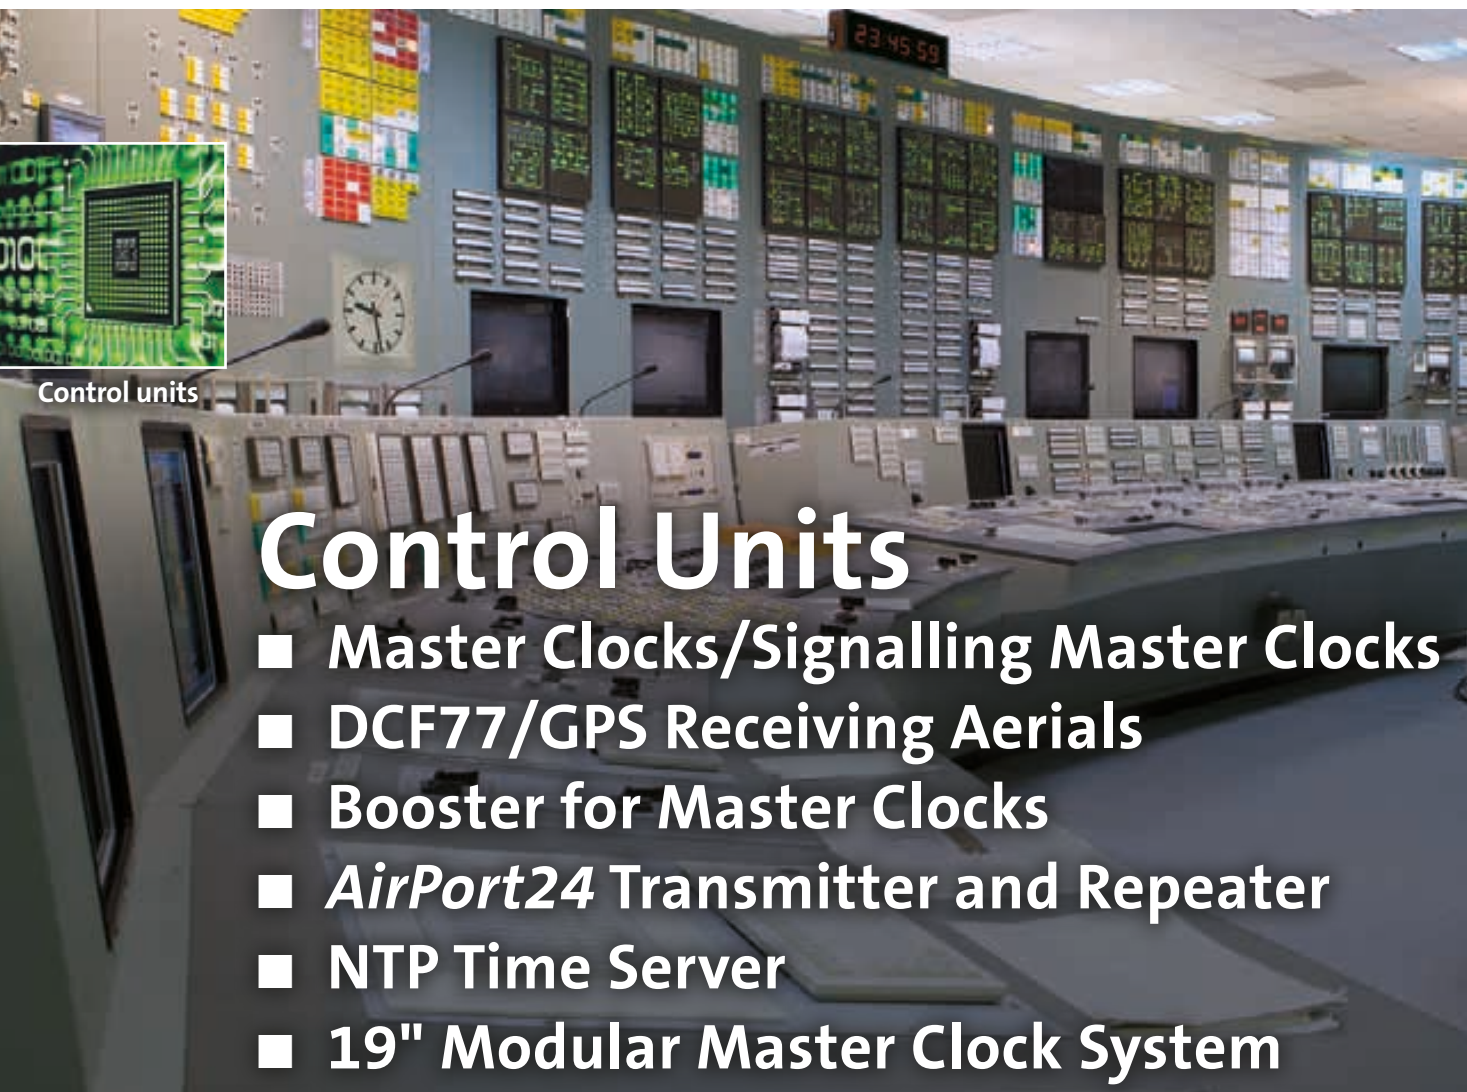 23:45:59
Control units
Control Units
■ Master Clocks/Signalling Master Clocks
■ DCF77/GPS Receiving Aerials
■ Booster for Master Clocks
■ AirPort24 Transmitter and Repeater
■ NTP Time Server
■ 19" Modular Master Clock System